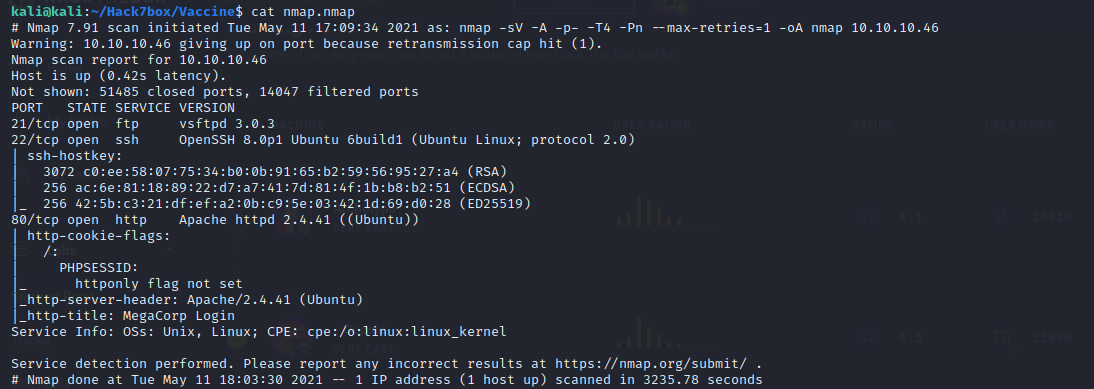 kali@kali:~/Hack7box/Vaccine$ cat nmap.nmap
# Nmap 7.91 scan initiated Tue May 11 17:09:34 2021 as: nmap -sV -A -p- -T4 -Pn --max-retries=1 -oA nmap 10.10.10.46
Warning: 10.10.10.46 giving up on port because retransmission cap hit (1).
Nmap scan report for 10.10.10.46
Host is up (0.42s latency).
Not shown: 51485 closed ports, 14047 filtered ports
PORT   STATE SERVICE VERSION
21/tcp open  ftp     vsftpd 3.0.3
22/tcp open  ssh     OpenSSH 8.0p1 Ubuntu 6build1 (Ubuntu Linux; protocol 2.0)
| ssh-hostkey:
|   3072 c0:ee:58:07:75:34:b0:0b:91:65:b2:59:56:95:27:a4 (RSA)
|   256 ac:6e:81:18:89:22:d7:a7:41:7d:81:4f:1b:b8:b2:51 (ECDSA)
|_  256 42:5b:c3:21:df:ef:a2:0b:c9:5e:03:42:1d:69:d0:28 (ED25519)
80/tcp open  http    Apache httpd 2.4.41 ((Ubuntu))
| http-cookie-flags:
|   /:
|     PHPSESSID:
|_      httponly flag not set
|_http-server-header: Apache/2.4.41 (Ubuntu)
|_http-title: MegaCorp Login
Service Info: OSs: Unix, Linux; CPE: cpe:/o:linux:linux_kernel
Service detection performed. Please report any incorrect results at https://nmap.org/submit/ .
# Nmap done at Tue May 11 18:03:30 2021 -- 1 IP address (1 host up) scanned in 3235.78 seconds